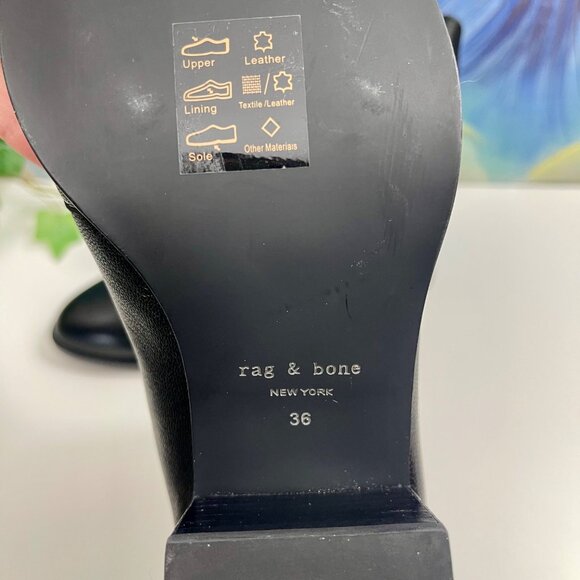 Upper Leather
Lining Textile /Leather
Sole Other Materials
rag & bone
NEW YORK
36